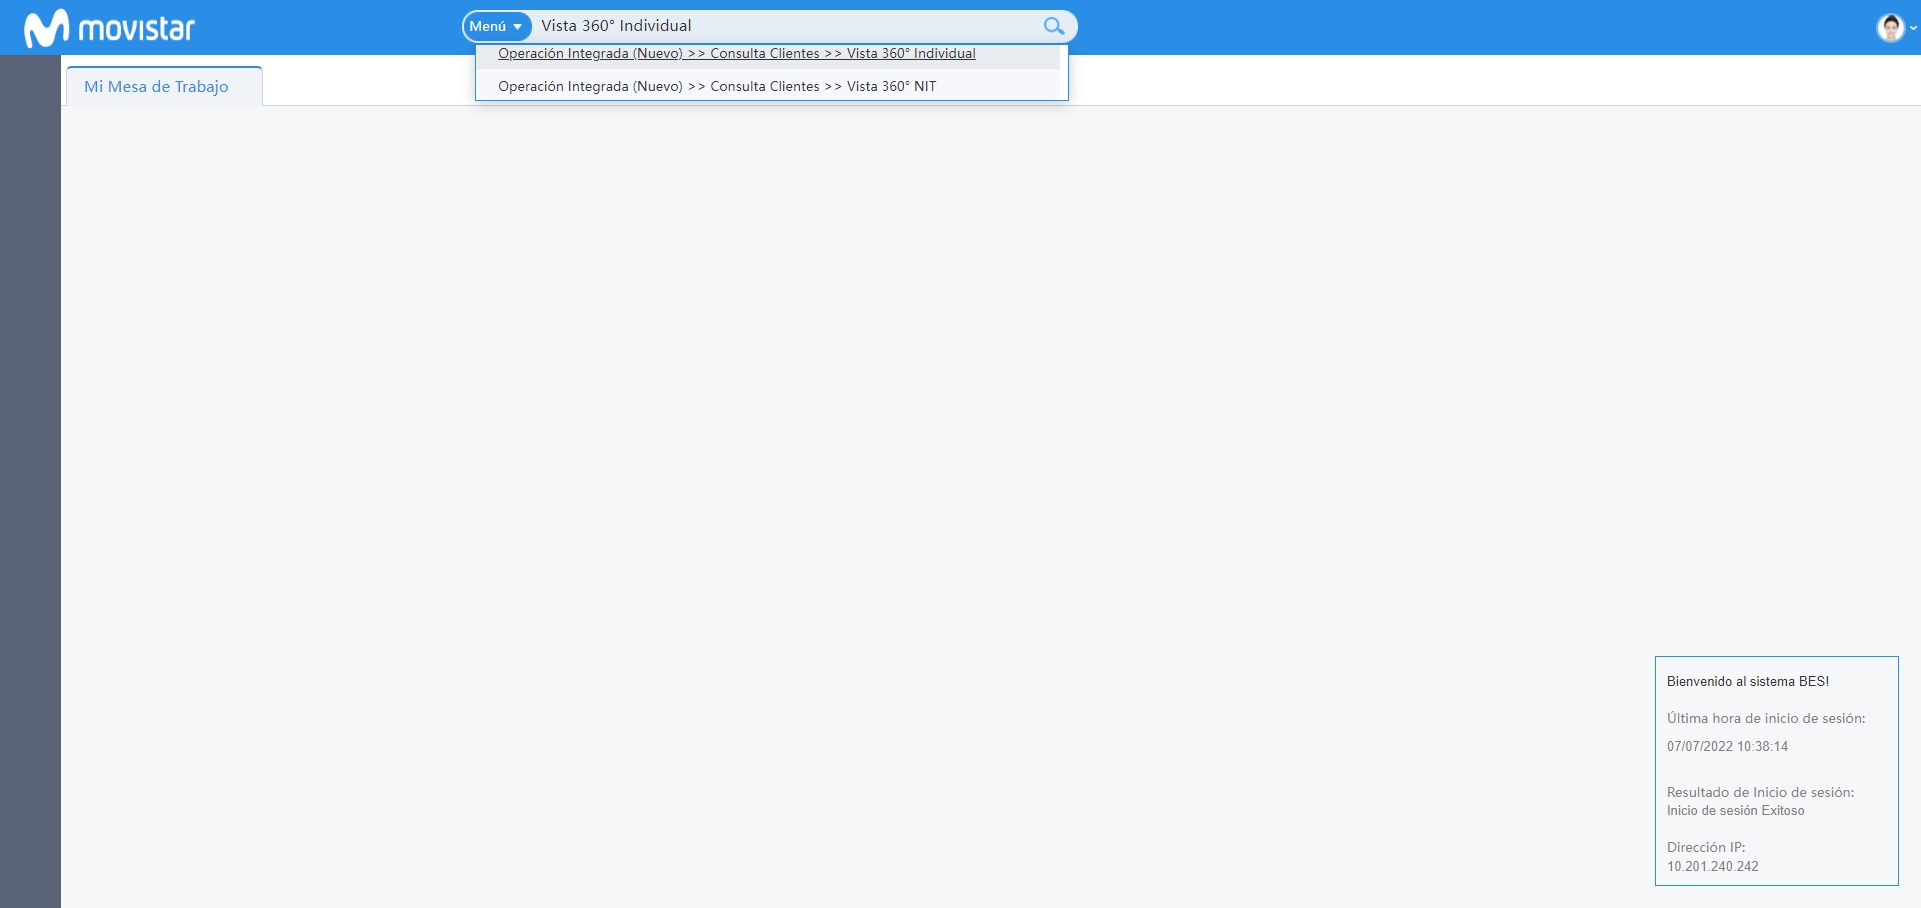 movistar
Menú
Vista 360° Individual
Operación Integrada (Nuevo) >> Consulta Clientes >> Vista 360° Individual
Operación Integrada (Nuevo) >> Consulta Clientes >> Vista 360° NIT
Mi Mesa de Trabajo
Bienvenido al sistema BES!
Última hora de inicio de sesión:
07/07/2022 10:38:14
Resultado de Inicio de sesión:
Inicio de sesión Exitoso
Dirección IP:
10.201.240.242